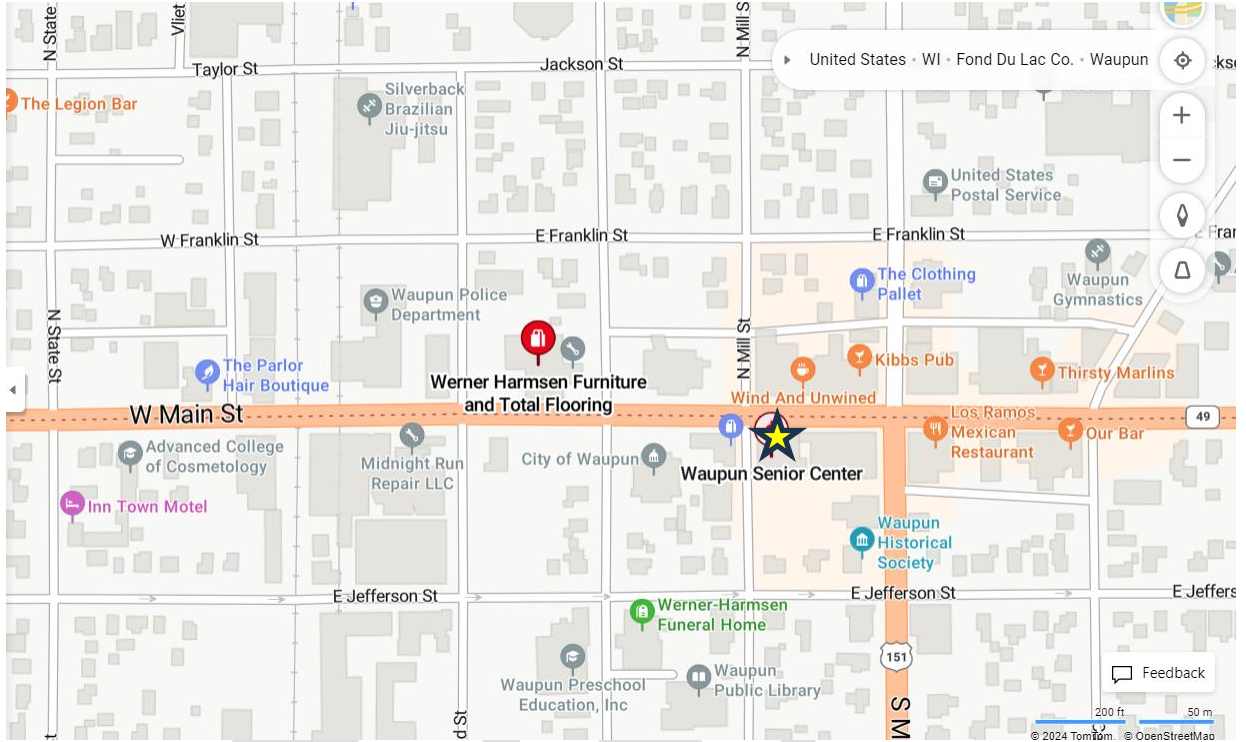 N State
Vliet
N Mill S
Taylor St
Jackson St
United States • WI • Fond Du Lac Co. • Waupun
The Legion Bar
Silverback
Brazilian
Jiu-jitsu
United States
Postal Service
W Franklin St
E Franklin St
E Franklin St
E Fran
The Clothing
Pallet
Waupun
Gymnastics
Waupun Police
Department
N State St
N Mill St
The Parlor
Hair Boutique
Kibbs Pub
Thirsty Marlins
Werner Harmsen Furniture
and Total Flooring
Wind And Unwined
W Main St
49
Los Ramos
Mexican
Restaurant
Our Bar
Advanced College
of Cosmetology
Midnight Run
Repair LLC
City of Waupun
Waupun Senior Center
Inn Town Motel
Waupun
Historical
Society
E Jefferson St
E Jefferson St
E Jeffers
Werner-Harmsen
Funeral Home
151
Waupun Preschool
Education, Inc
Waupun
Public Library
Feedback
d St
S M
200 ft
50 m
© 2024 TomTom, © OpenStreetMap